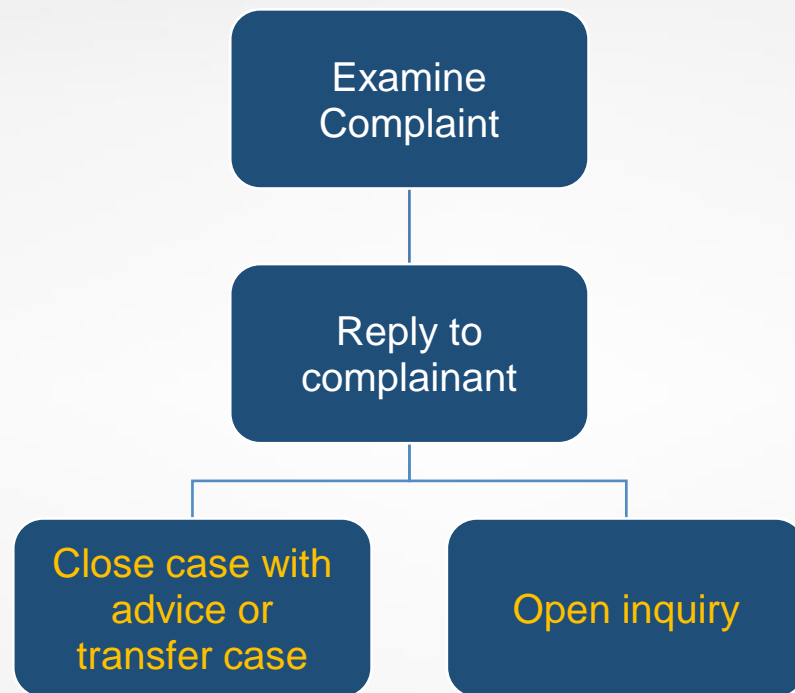 Examine
Complaint
Reply to
complainant
Close case with
advice or
transfer case
Open inquiry